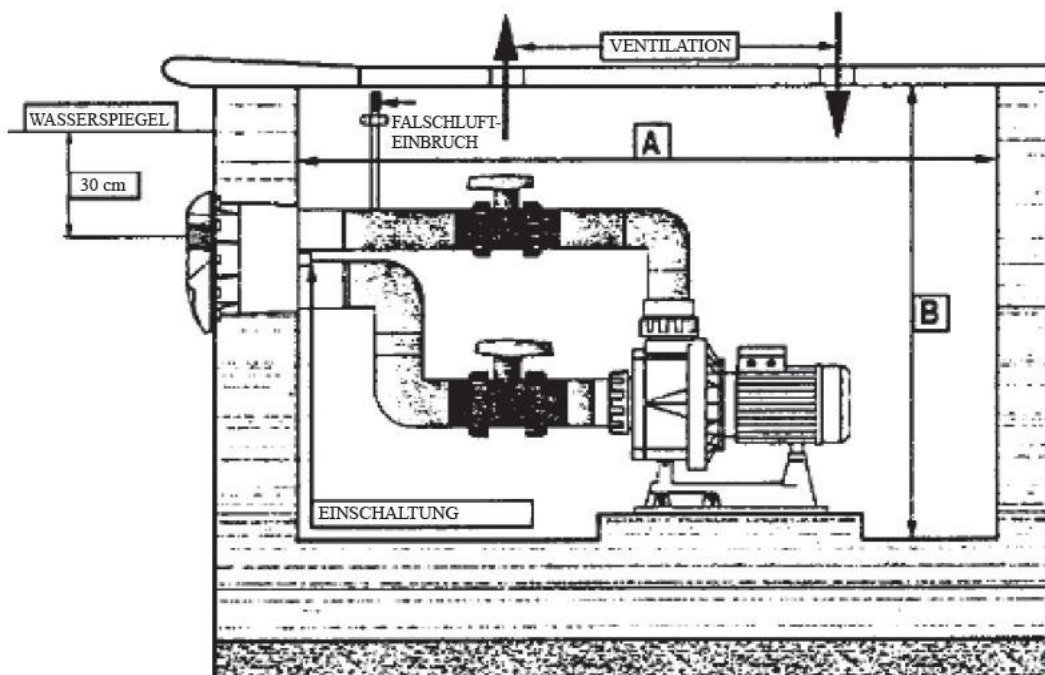 VENTILATION
WASSERSPIEGEL
FALSCHLUFT-
EINBRUCH
A
30 cm
B
EINSCHALTUNG